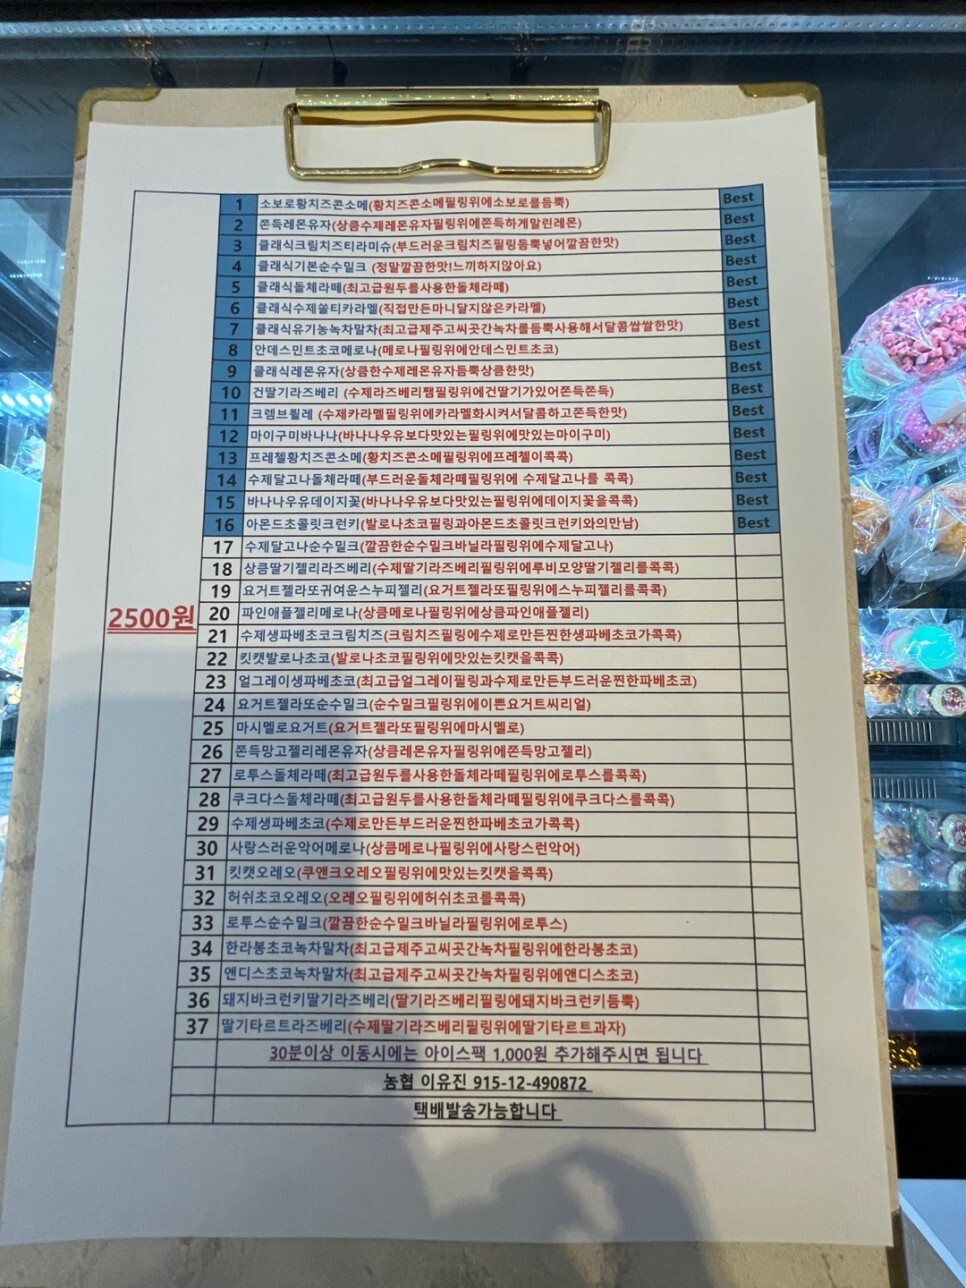 1 소보로황치즈콘소메(황치즈콘소메필링위에소보로를듬뿍) Best
2 쫀득레몬유자(상큼수제레몬유자필링위에쫀득하게말린레몬) Best
3 클래식크림치즈티라미슈(부드러운크림치즈필링듬뿍넣어깔끔한맛) Best
4 클래식기본순수밀크 (정말깔끔한맛!느끼하지않아요) Best
5 클래식돌체라떼(최고급원두를사용한돌체라떼) Best
6 클래식수제쏠티카라멜(직접만든마니달지않은카라멜) Best
7 클래식유기농녹차말차(최고급제주고씨곳간녹차를듬뿍사용해서달콤쌉쌀한맛) Best
8 안데스민트초코메로나(메로나필링위에안데스민트초코) Best
9 클래식레몬유자(상큼한수제레몬유자듬뿍상큼한맛) Best
10 건딸기라즈베리 (수제라즈베리쨈필링위에건딸기가있어쫀득쫀득) Best
11 크렘브륄레 (수제카라멜필링위에카라멜화시켜서달콤하고쫀득한맛) Best
12 마이구미바나나(바나나우유보다맛있는필링위에맛있는마이구미) Best
13 프레첼황치즈콘소메(황치즈콘소메필링위에프레첼이콕콕) Best
14 수제달고나돌체라떼(부드러운돌체라떼필링위에 수제달고나를 콕콕) Best
15 바나나우유데이지꽃(바나나우유보다맛있는필링위에데이지꽃을콕콕) Best
16 아몬드초콜릿크런키(발로나초코필링과아몬드초콜릿크런키와의만남) Best
17 수제달고나순수밀크(깔끔한순수밀크바닐라필링위에수제달고나)
18 상큼딸기젤리라즈베리(수제딸기라즈베리필링위에루비모양딸기젤리를콕콕)
19 요거트젤라또귀여운스누피젤리(요거트젤라또필링위에스누피젤리를콕콕)
2500원
20 파인애플젤리메로나(상큼메로나필링위에상큼파인애플젤리)
21 수제생파베초코크림치즈(크림치즈필링에수제로만든찐한생파베초코가콕콕)
22 킷캣발로나초코(발로나초코필링위에맛있는킷캣을콕콕)
23 얼그레이생파베초코(최고급얼그레이필링과수제로만든부드러운찐한파베초코)
24 요거트젤라또순수밀크(순수밀크필링위에이쁜요거트씨리얼)
25 마시멜로요거트(요거트젤라또필링위에마시멜로)
26 쫀득망고젤리레몬유자(상큼레몬유자필링위에쫀득망고젤리)
27 로투스돌체라떼(최고급원두를사용한돌체라떼필링위에로투스를콕콕)
28 쿠크다스돌체라떼(최고급원두를사용한돌체라떼필링위에쿠크다스를콕콕)
29 수제생파베초코(수제로만든부드러운찐한파베초코가콕콕)
30 사랑스러운악어메로나(상큼메로나필링위에사랑스런악어)
31 킷캣오레오(쿠앤크오레오필링위에맛있는킷캣을콕콕)
32 허쉬초코오레오(오레오필링위에허쉬초코를콕콕)
33 로투스순수밀크(깔끔한순수밀크바닐라필링위에로투스)
34 한라봉초코녹차말차(최고급제주고씨곳간녹차필링위에한라봉초코)
35 앤디스초코녹차말차(최고급제주고씨곳간녹차필링위에앤디스초코)
36 돼지바크런키딸기라즈베리(딸기라즈베리필링에돼지바크런키듬뿍)
37 딸기타르트라즈베리(수제딸기라즈베리필링위에딸기타르트과자)
30분이상 이동시에는 아이스팩 1,000원 추가해주시면 됩니다
농협 이유진 915-12-490872
택배발송가능합니다